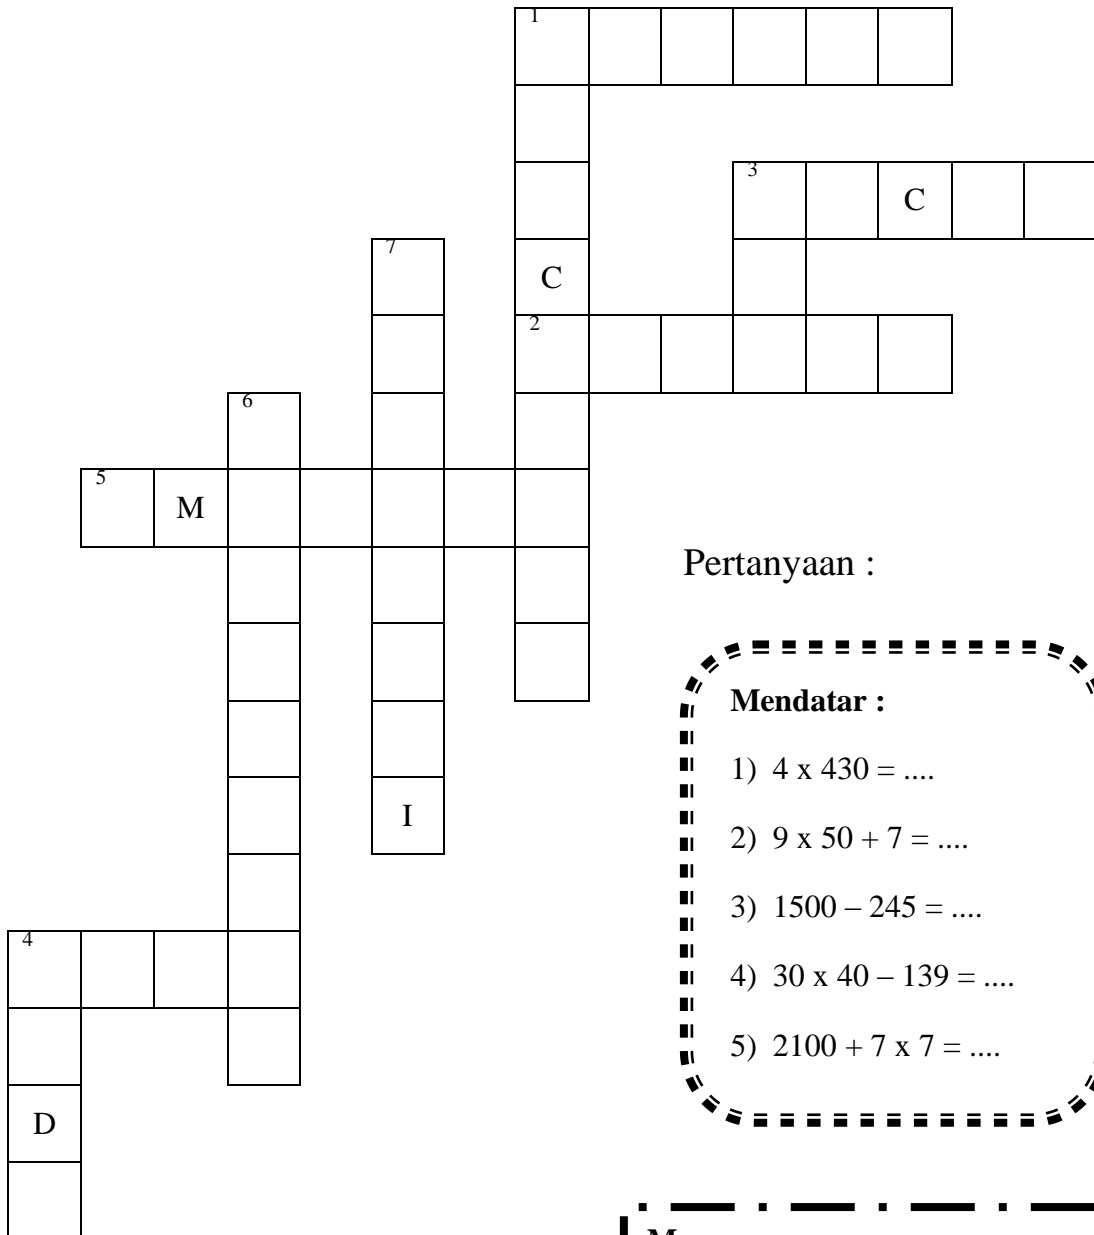 1
3
C
7
C
2
6
5
M
Pertanyaan :
Mendatar :
1) 4 x 430 = ....
I
2) 9 x 50 + 7 = ....
3) 1500 – 245 = ....
4
4) 30 x 40 – 139 = ....
5) 2100 + 7 x 7 = ....
D